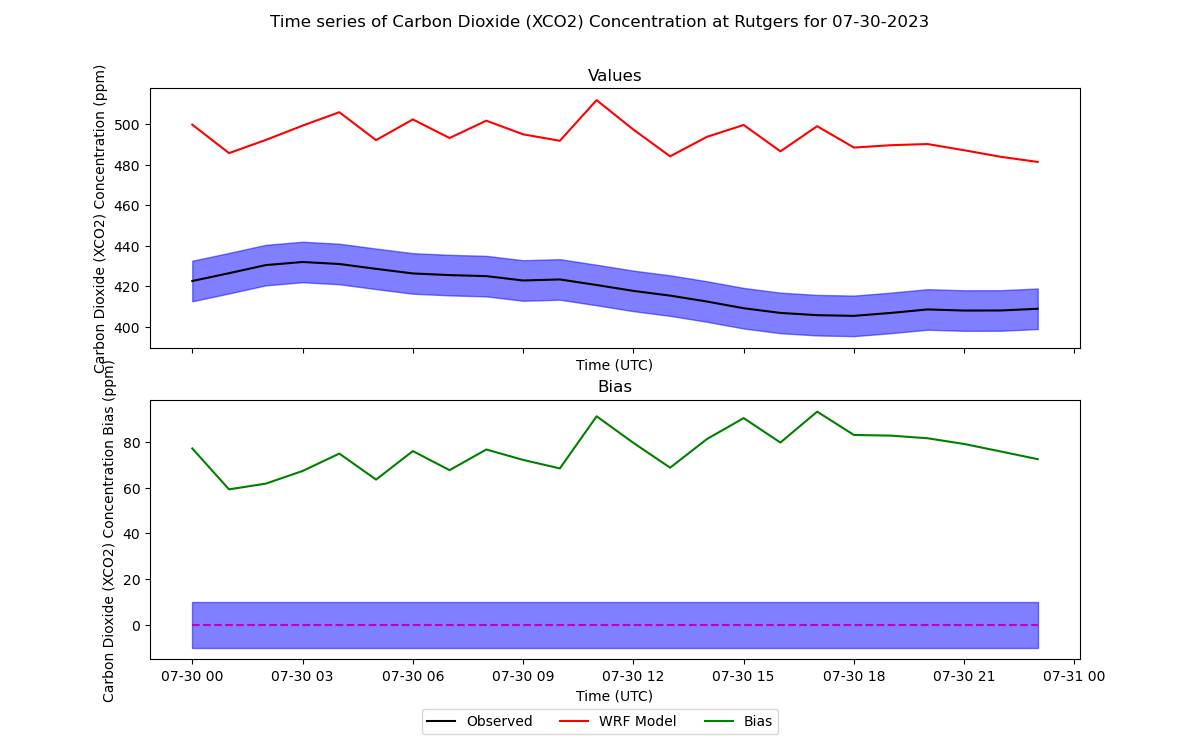 Time series of Carbon Dioxide (XCO2) Concentration at Rutgers for 07-30-2023
Values
Carbon Dioxide (XCO2) Concentration (ppm)
500
480
460
440
420
400
Time (UTC)
Bias
Carbon Dioxide (XCO2) Concentration Bias (ppm)
80
60
40
20
0
07-30 00 07-30 03 07-30 06 07-30 09 07-30 12 07-30 15 07-30 18 07-30 21 07-31 00
Time (UTC)
Observed WRF Model Bias